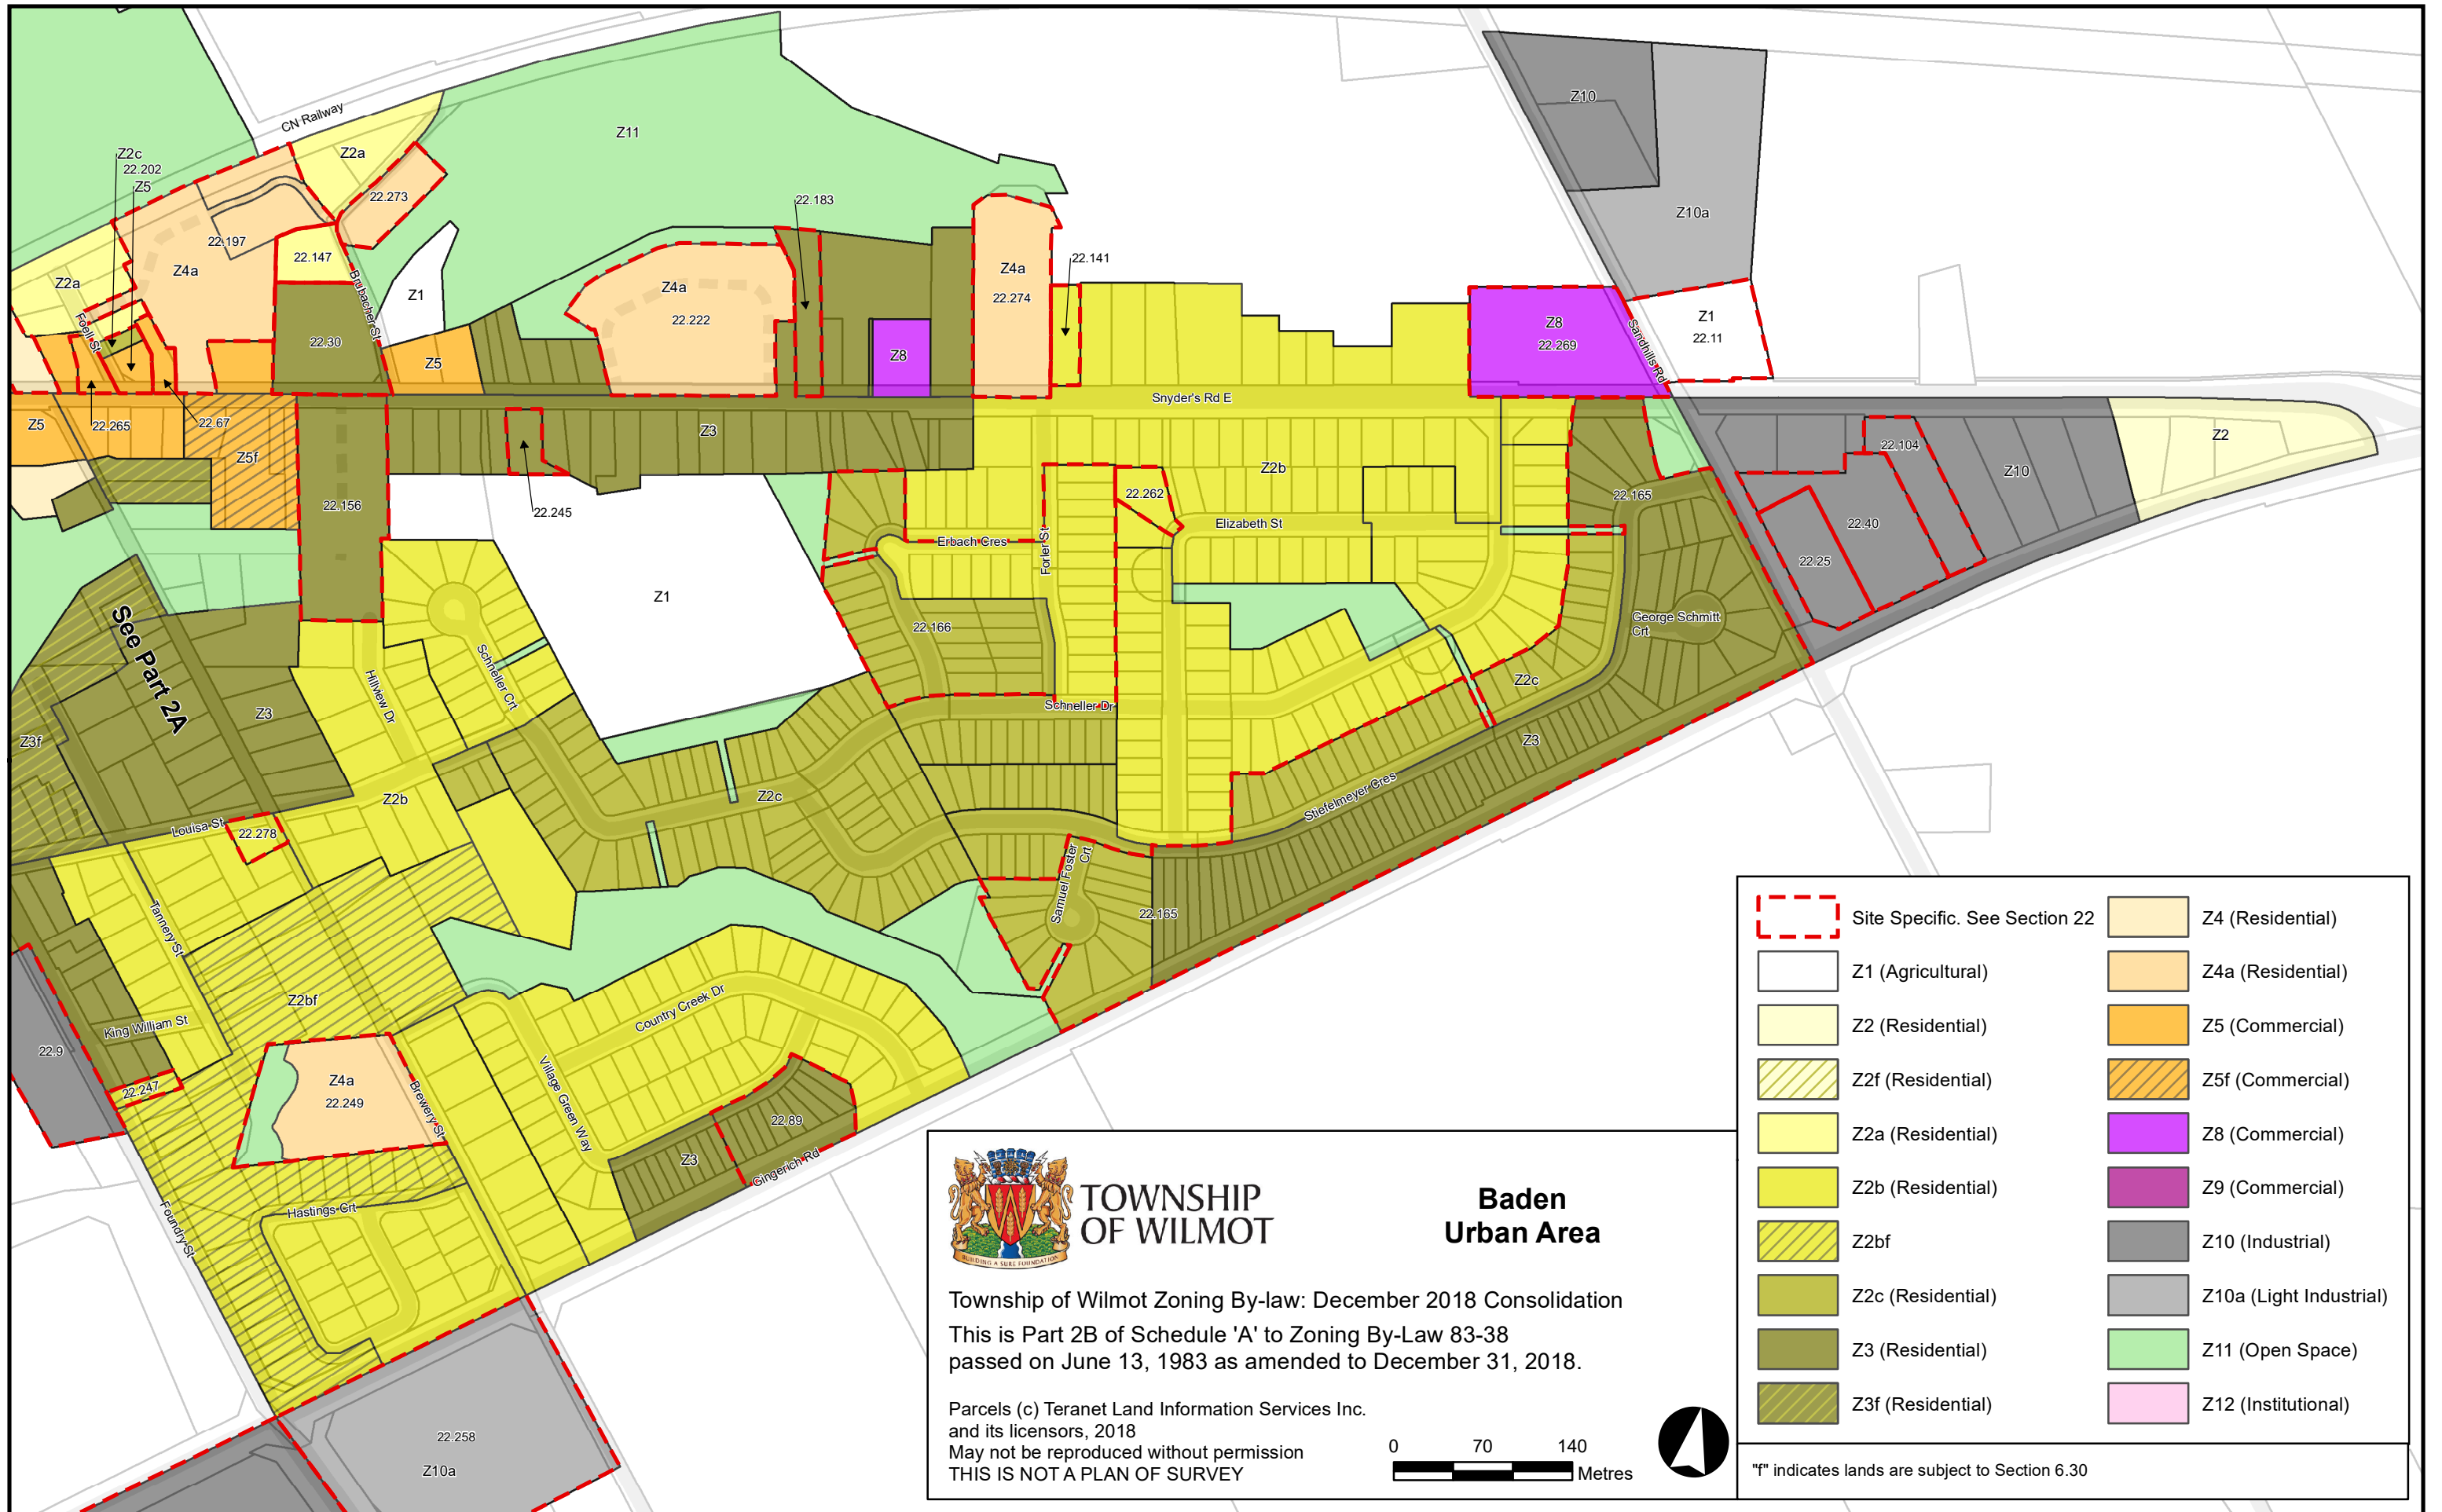 CN Railway
Z11
Z10
Z2c
22.202
Z5
Z2a
22.273
22.183
Z10a
22.197
Z4a
22.147
Z2a
Brubacher St
Z1
Z4a
22.222
Z4a
22.274
22.141
Foell St
22.30
Z5
Z8
Z8
22.269
Sandhills Rd
Z1
22.11
Snyder's Rd E
Z5
22.265
22.67
Z5f
Z3
22.156
22.245
Z2b
22.262
Elizabeth St
Erbach Cres
Forler St
22.165
22.104
Z10
Z2
22.40
22.25
Z1
22.166
George Schmitt
Crt
See Part 2A
Schneller Crt
Hillview Dr
Z3
Z3f
Schneller Dr
Z2c
Z3
Z2b
Z2c
Stiefelmeyer Cres
Louisa St
22.278
Samuel Foster
Crt
22.165
Tannery St
Z2bf
Country Creek Dr
King William St
22.9
22.247
Z4a
22.249
Brewery St
Village Green Way
22.89
Z3
Gingerich Rd
Hastings Crt
Foundry St
22.258
Z10a
Site Specific. See Section 22
Z1 (Agricultural)
Z2 (Residential)
Z2f (Residential)
Z2a (Residential)
Z2b (Residential)
Z2bf
Z2c (Residential)
Z3 (Residential)
Z3f (Residential)
Z4 (Residential)
Z4a (Residential)
Z5 (Commercial)
Z5f (Commercial)
Z8 (Commercial)
Z9 (Commercial)
Z10 (Industrial)
Z10a (Light Industrial)
Z11 (Open Space)
Z12 (Institutional)
"f" indicates lands are subject to Section 6.30
BUILDING A SURE FOUNDATION
TOWNSHIP
OF WILMOT
Baden
Urban Area
Township of Wilmot Zoning By-law: December 2018 Consolidation
This is Part 2B of Schedule 'A' to Zoning By-Law 83-38
passed on June 13, 1983 as amended to December 31, 2018.
Parcels (c) Teranet Land Information Services Inc.
and its licensors, 2018
May not be reproduced without permission
THIS IS NOT A PLAN OF SURVEY
0 70 140
Metres